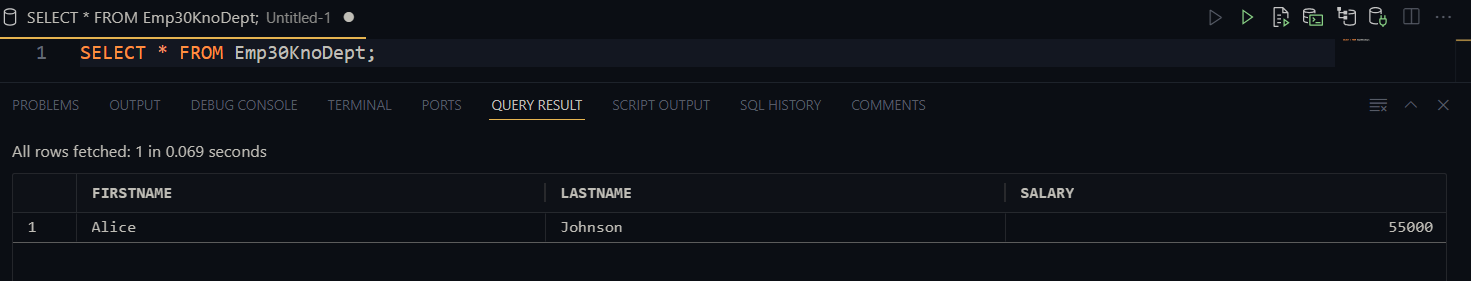 SELECT * FROM Emp30KnoDept; Untitled-1
1 SELECT * FROM Emp30KnoDept;
PROBLEMS OUTPUT DEBUG CONSOLE TERMINAL PORTS QUERY RESULT SCRIPT OUTPUT SQL HISTORY COMMENTS
All rows fetched: 1 in 0.069 seconds
FIRSTNAME LASTNAME SALARY
1 Alice Johnson 55000